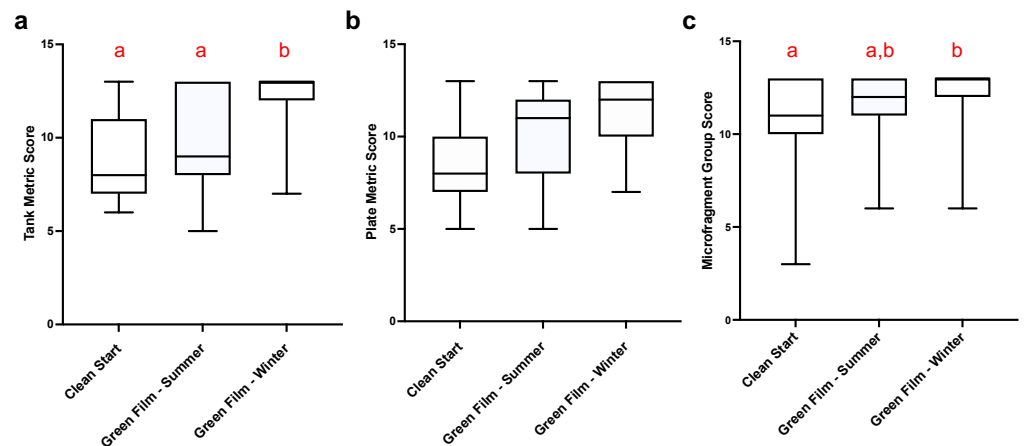 a
Tank Metric Score
15
10
5
0
a
a
b
Clean Start
Green Film - Summer
Green Film - Winter
b
Plate Metric Score
15
10
5
0
Clean Start
Green Film - Summer
Green Film - Winter
c
Microfragment Group Score
15
10
5
0
a
a,b
b
Clean Start
Green Film - Summer
Green Film - Winter